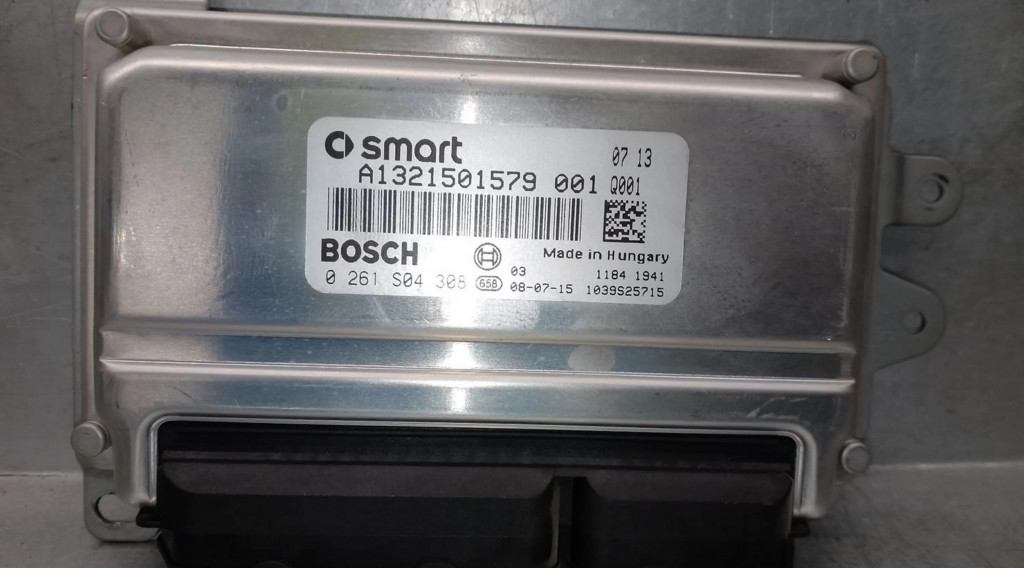 smart 07 13
A1321501579 001 Q001
BOSCH Made in Hungary
03 1184 1941
0 261 S04 308 65B 08-07-15 1039S25715